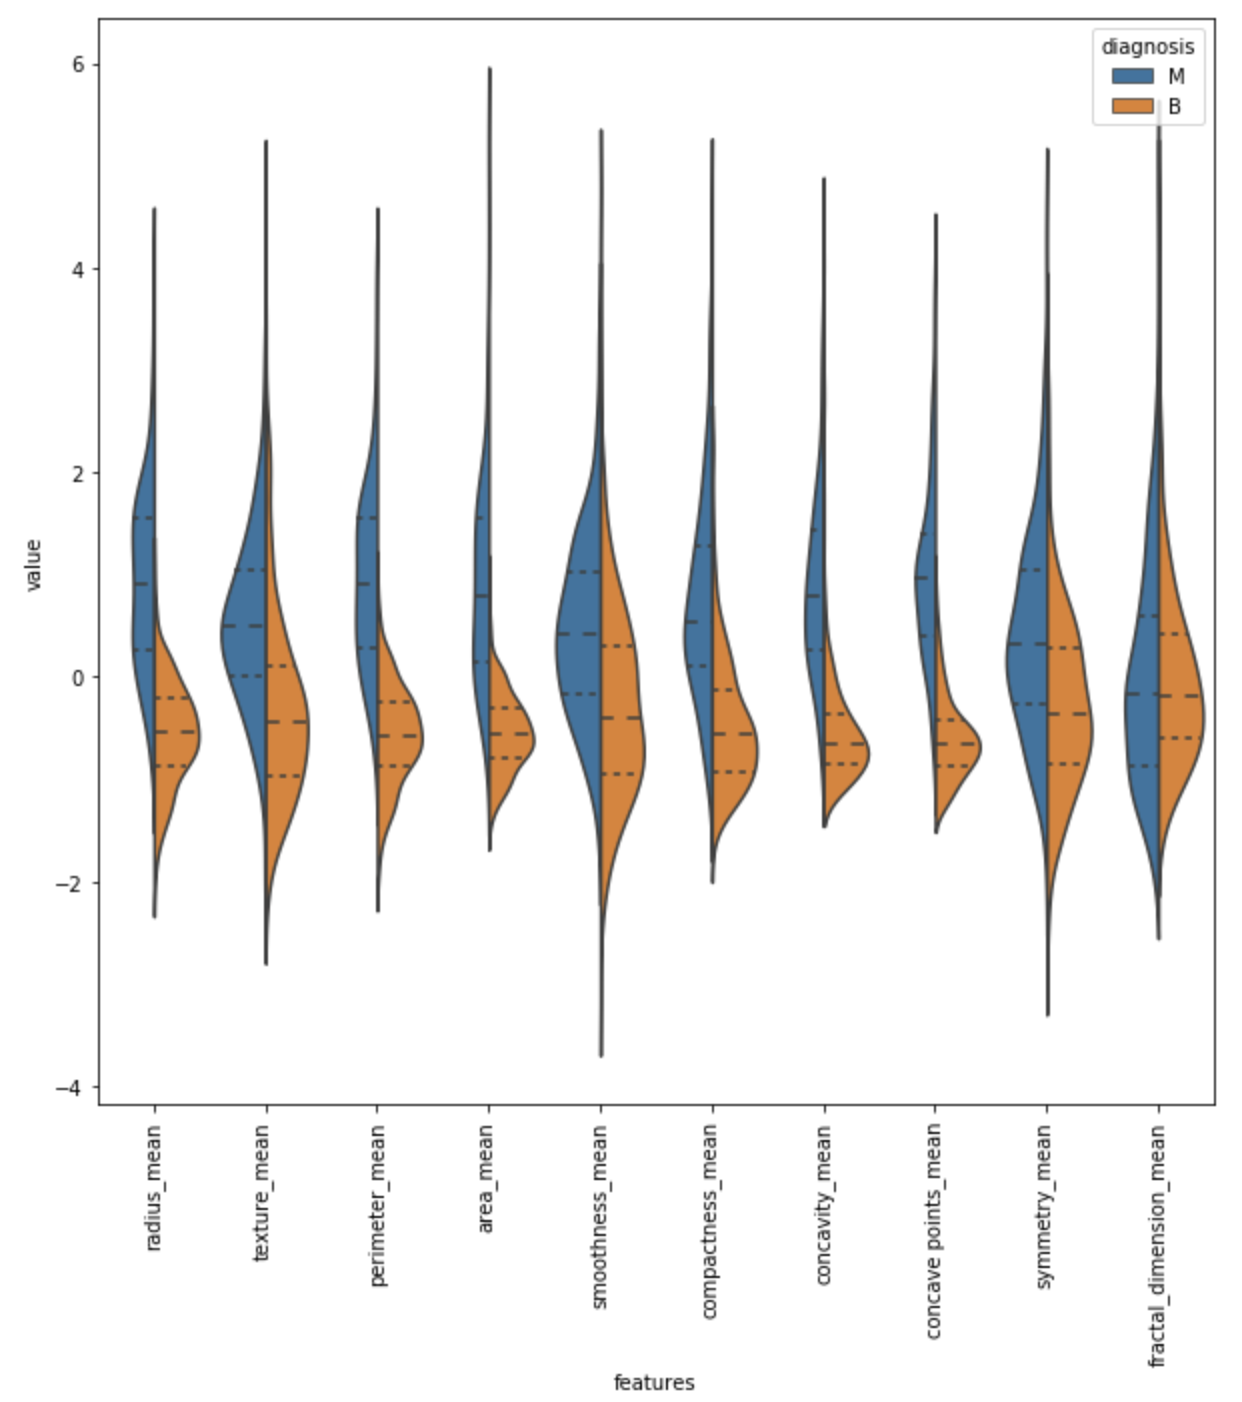 diagnosis
M
B
6
4
2
0
−2
−4
value
radius_mean
texture_mean
perimeter_mean
area_mean
smoothness_mean
compactness_mean
concavity_mean
concave points_mean
symmetry_mean
fractal_dimension_mean
features